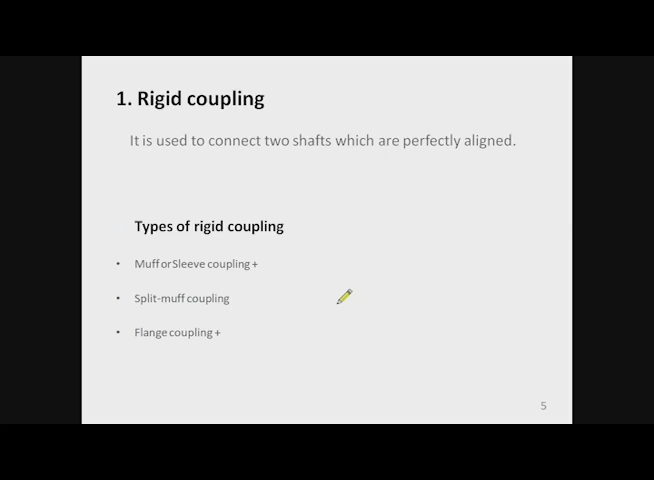 1. Rigid coupling
It is used to connect two shafts which are perfectly aligned.
Types of rigid coupling
• Muff or Sleeve coupling +
• Split-muff coupling
• Flange coupling +
5